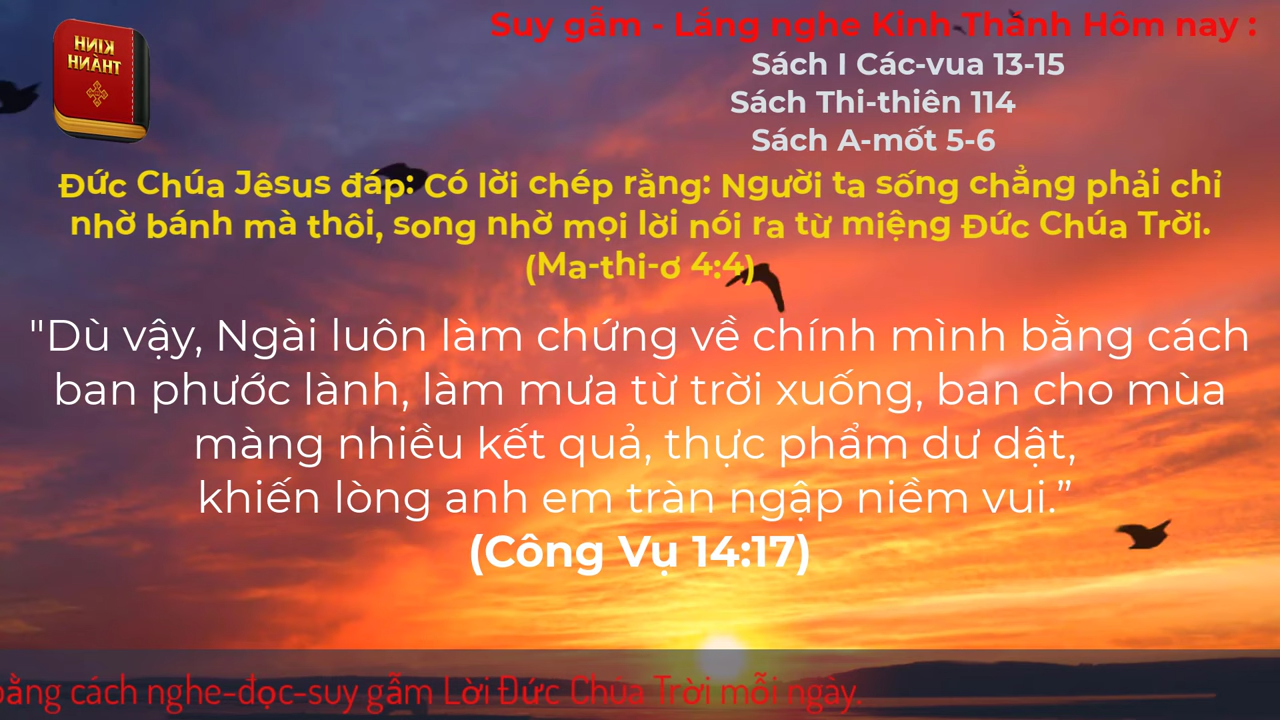 KINH
THÁNH
Suy gẫm - Lắng nghe Kinh Thánh Hôm nay :
Sách I Các-vua 13-15
Sách Thi-thiên 114
Sách A-mốt 5-6
Đức Chúa Jêsus đáp: Có lời chép rằng: Người ta sống chẳng phải chỉ
nhờ bánh mà thôi, song nhờ mọi lời nói ra từ miệng Đức Chúa Trời.
(Ma-thi-ơ 4:4)
"Dù vậy, Ngài luôn làm chứng về chính mình bằng cách
ban phước lành, làm mưa từ trời xuống, ban cho mùa
màng nhiều kết quả, thực phẩm dư dật,
khiến lòng anh em tràn ngập niềm vui.”
(Công Vụ 14:17)
bằng cách nghe-đọc-suy gẫm Lời Đức Chúa Trời mỗi ngày.